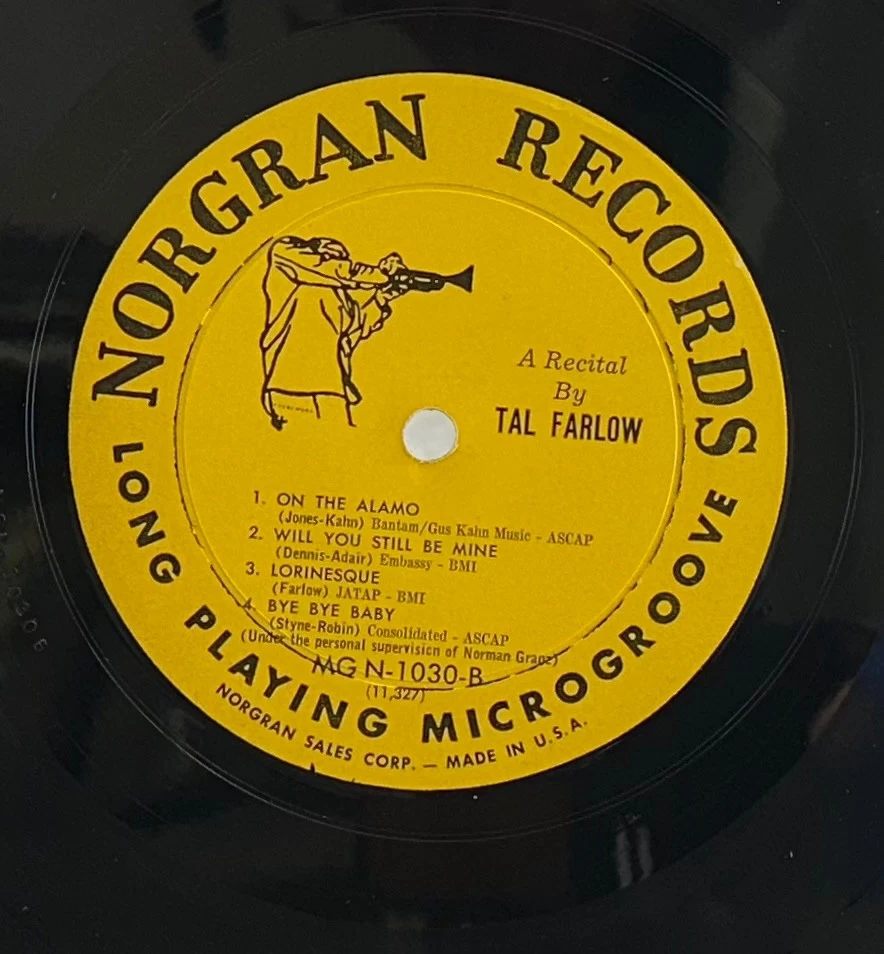 NORGRAN RECORDS
A Recital
By
TAL FARLOW
1. ON THE ALAMO
(Jones-Kahn) Bantam/Gus Kahn Music - ASCAP
2. WILL YOU STILL BE MINE
(Dennis-Adair) Embassy - BMI
3. LORINESQUE
(Farlow) JATAP - BMI
4. BYE BYE BABY
(Styne-Robin) Consolidated - ASCAP
(Under the personal supervision of Norman Granz)
MG N-1030-B
(11,327)
LONG PLAYING MICROGROOVE
NORGRAN SALES CORP. — MADE IN U.S.A.